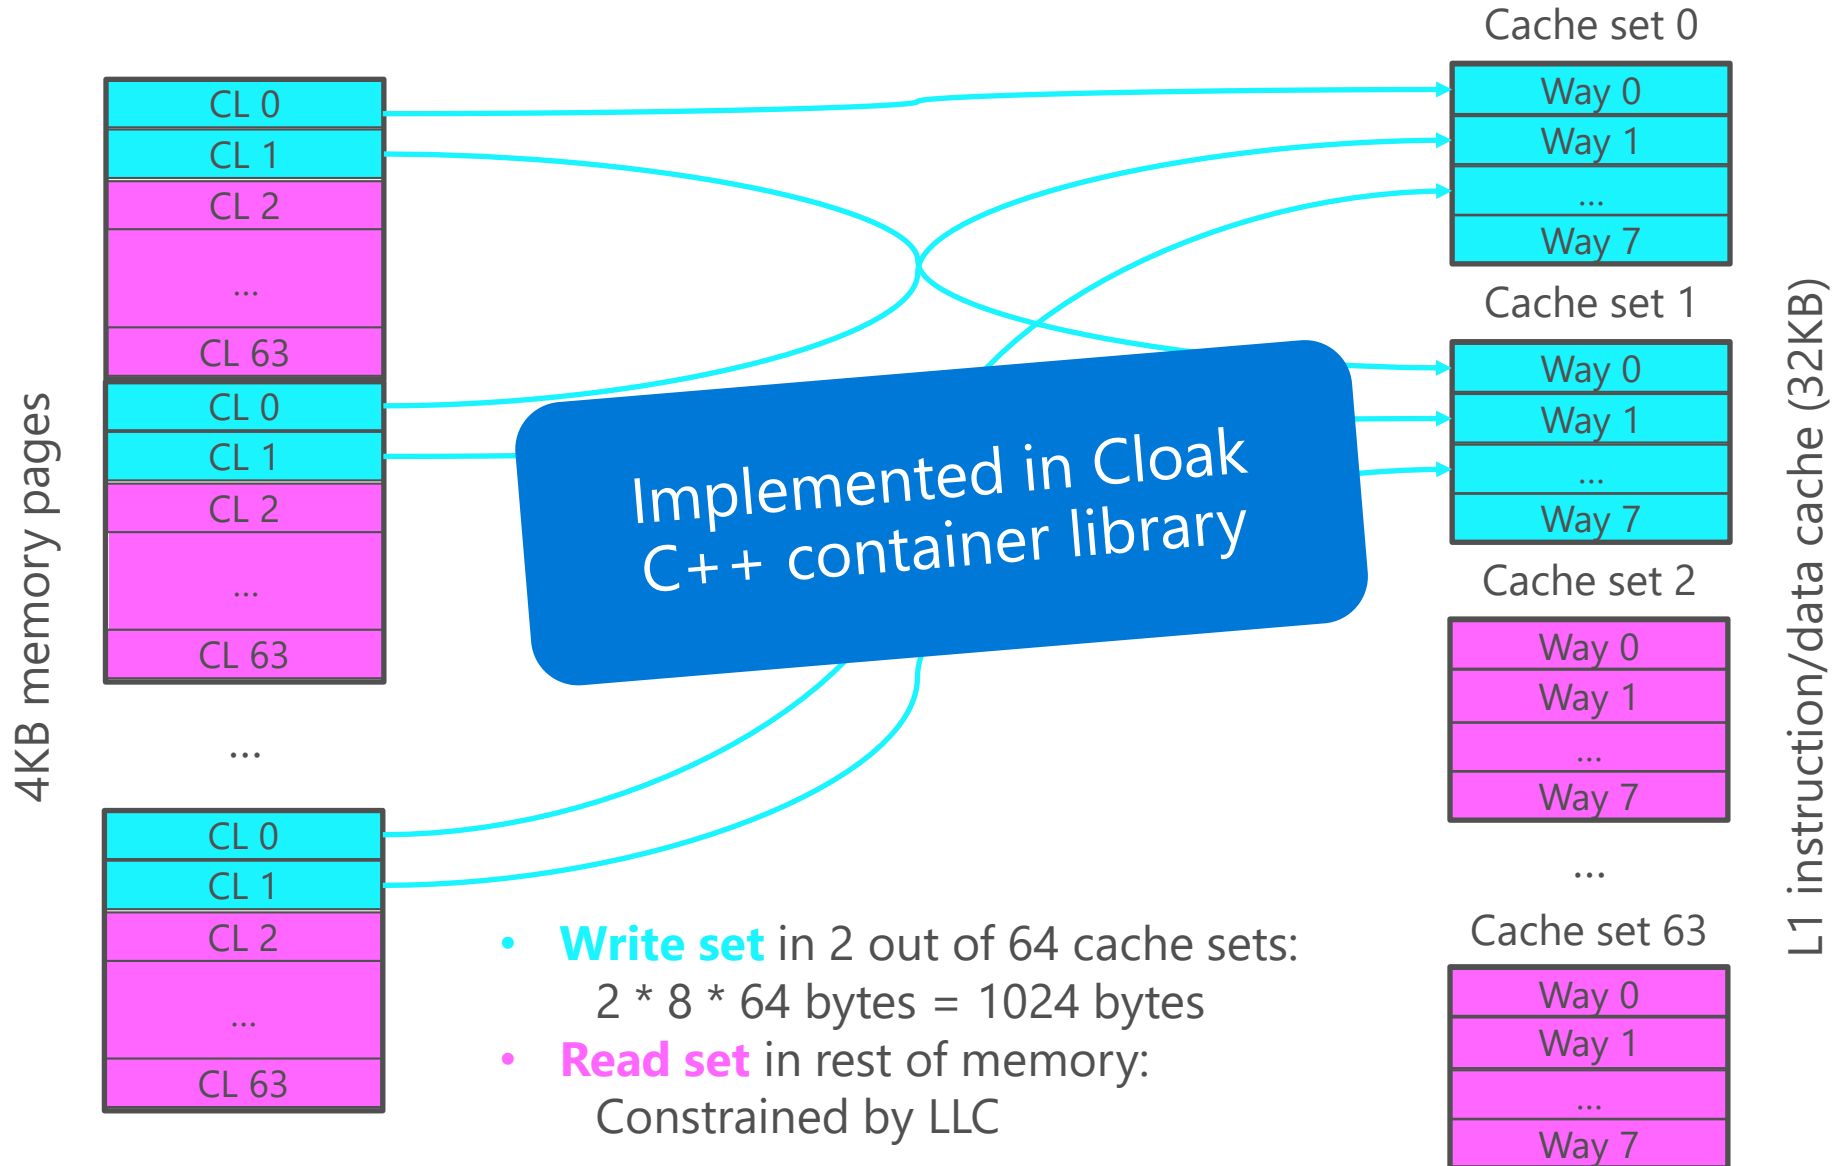 4KB memory pages
CL 0
CL 1
CL 2
...
CL 63
CL 0
CL 1
CL 2
...
CL 63
...
CL 0
CL 1
CL 2
...
CL 63
Implemented in Cloak
C++ container library
• Write set in 2 out of 64 cache sets:
2 * 8 * 64 bytes = 1024 bytes
• Read set in rest of memory:
Constrained by LLC
Cache set 0
Way 0
Way 1
...
Way 7
Cache set 1
Way 0
Way 1
...
Way 7
Cache set 2
Way 0
Way 1
...
Way 7
...
Cache set 63
Way 0
Way 1
...
Way 7
L1 instruction/data cache (32KB)